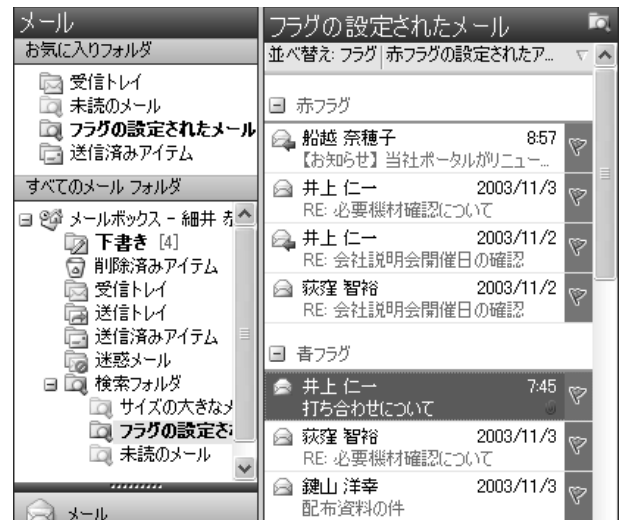 メール
お気に入りフォルダ
受信トレイ
未読のメール
フラグの設定されたメール
送信済みアイテム
すべてのメール フォルダ
メールボックス - 細井
下書き [4]
削除済みアイテム
受信トレイ
送信トレイ
送信済みアイテム
迷惑メール
検索フォルダ
サイズの大きな
フラグの設定さ
未読のメール
メール
フラグの設定されたメール
並べ替え: フラグ 赤フラグの設定されたア...
赤フラグ
船越 奈穂子 8:57
【お知らせ】当社ポータルがリニュー...
井上 仁一 2003/11/3
RE: 必要機材確認について
井上 仁一 2003/11/2
RE: 会社説明会開催日の確認
荻窪 智裕 2003/11/2
RE: 会社説明会開催日の確認
青フラグ
井上 仁一 7:45
打ち合わせについて
荻窪 智裕 2003/11/3
RE: 必要機材確認について
鍵山 洋幸 2003/11/3
配布資料の件